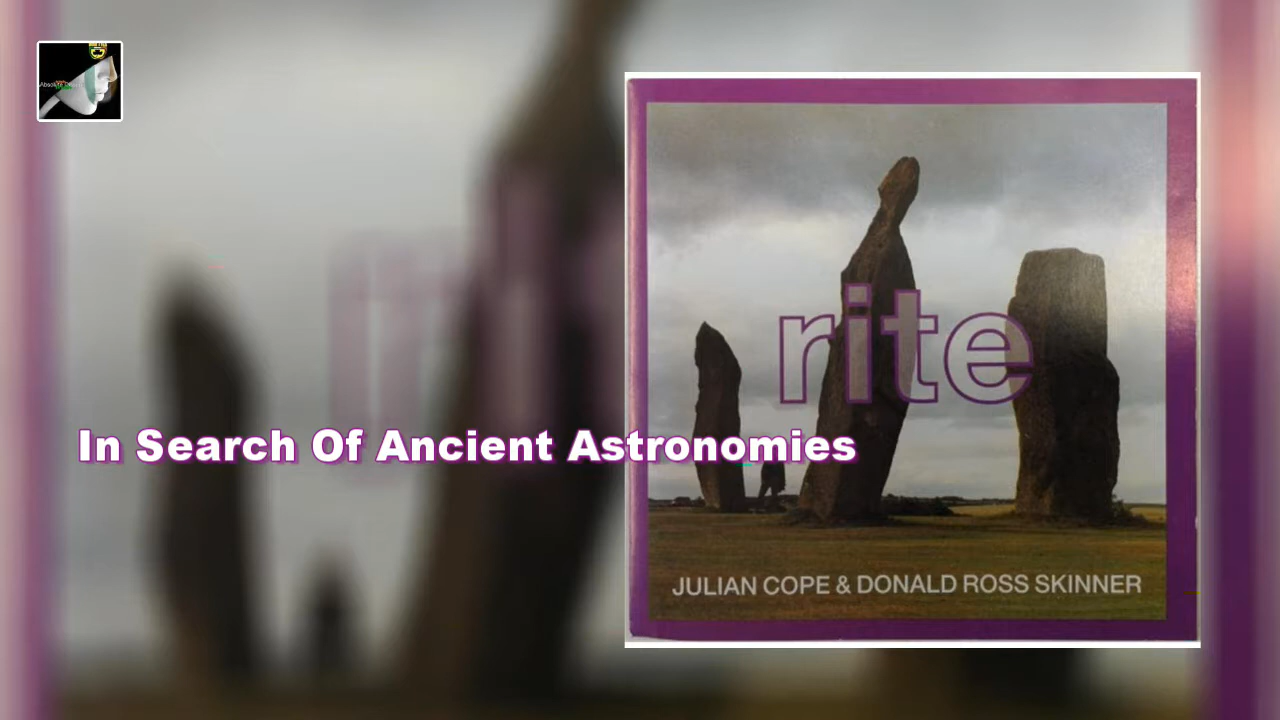 rite
In Search Of Ancient Astronomies
JULIAN COPE & DONALD ROSS SKINNER